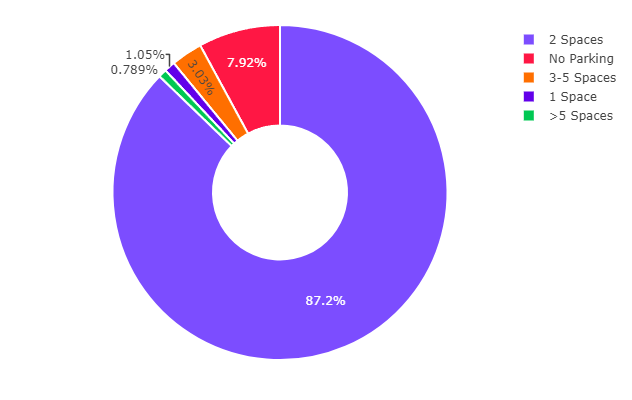 1.05%
0.789%
3.03%
7.92%
87.2%
2 Spaces
No Parking
3-5 Spaces
1 Space
>5 Spaces